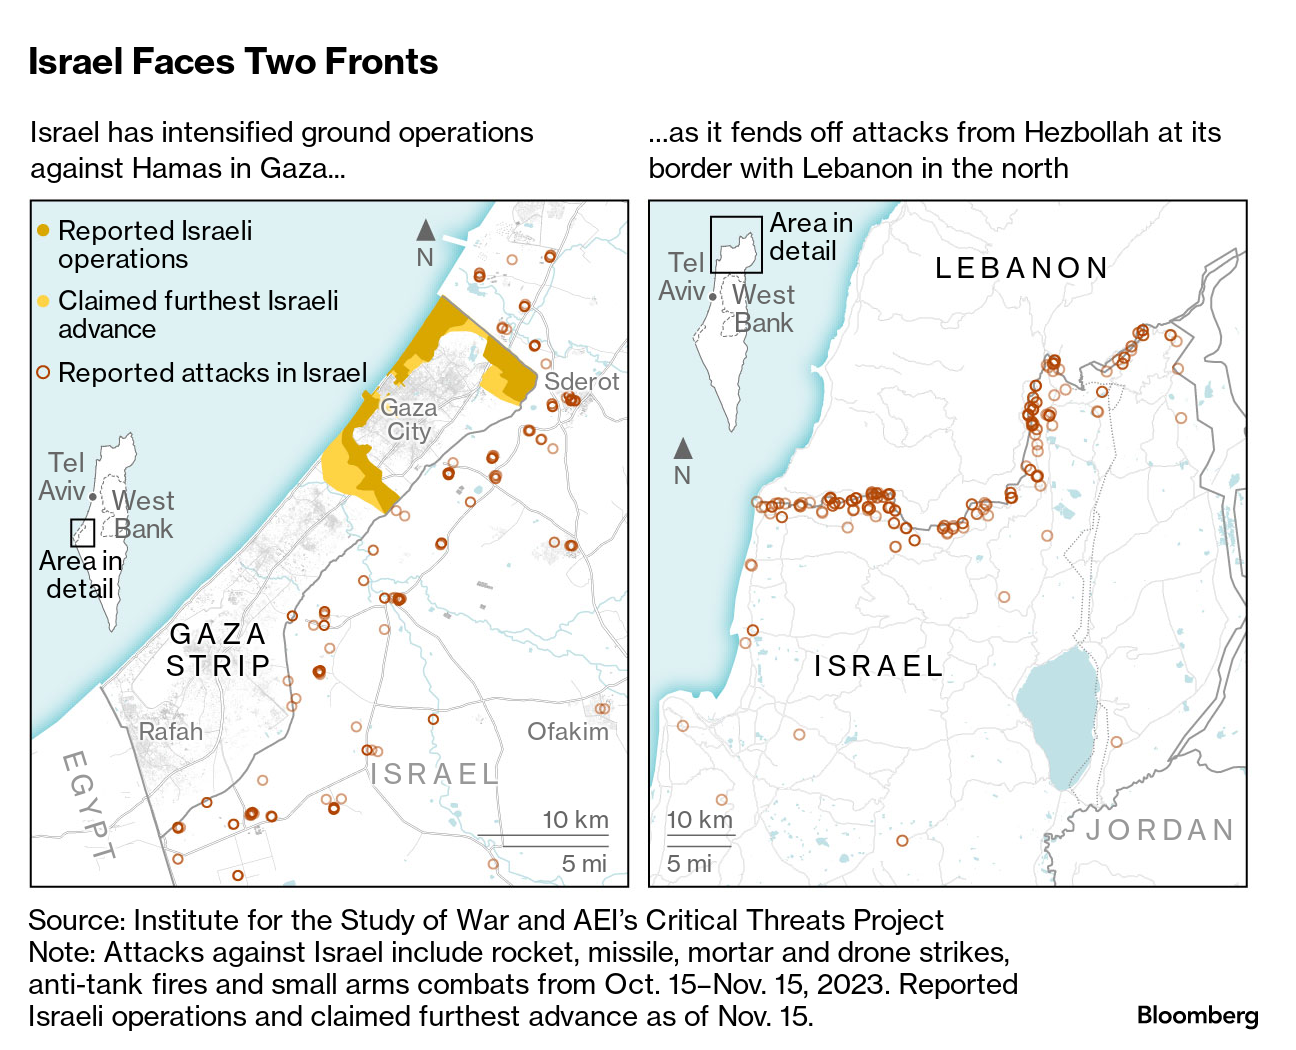 Israel Faces Two Fronts
Israel has intensified ground operations
against Hamas in Gaza...
...as it fends off attacks from Hezbollah at its
border with Lebanon in the north
Reported Israeli
operations
Claimed furthest Israeli
advance
Reported attacks in Israel
N
Sderot
Gaza
City
Tel
Aviv
West
Bank
Area in
detail
GAZA
STRIP
Rafah
Ofakim
EGYPT
ISRAEL
10 km
5 mi
Area in
detail
Tel
Aviv
West
Bank
LEBANON
N
ISRAEL
10 km
5 mi
JORDAN
Source: Institute for the Study of War and AEI’s Critical Threats Project
Note: Attacks against Israel include rocket, missile, mortar and drone strikes,
anti-tank fires and small arms combats from Oct. 15–Nov. 15, 2023. Reported
Israeli operations and claimed furthest advance as of Nov. 15.
Bloomberg